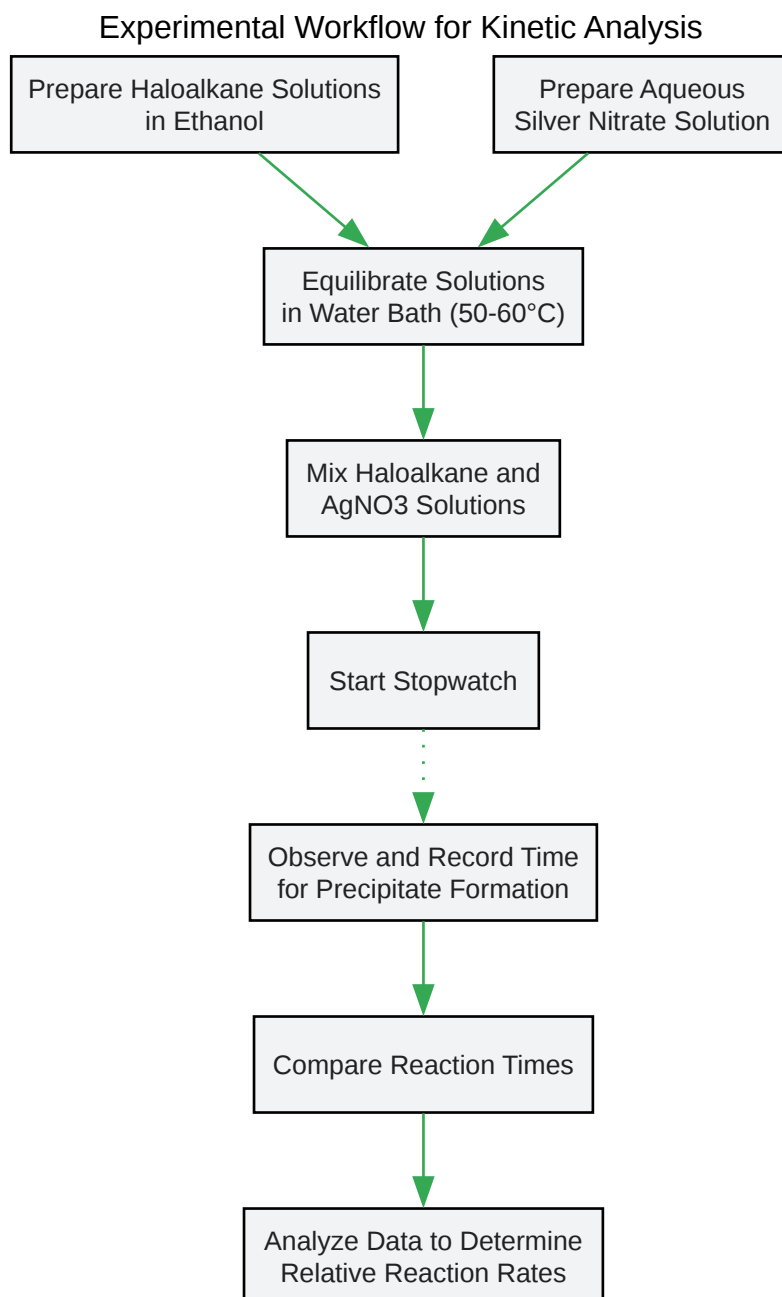 Experimental Workflow for Kinetic Analysis
Prepare Haloalkane Solutions
in Ethanol
Prepare Aqueous
Silver Nitrate Solution
Equilibrate Solutions
in Water Bath (50-60°C)
Mix Haloalkane and
AgNO3 Solutions
Start Stopwatch
Observe and Record Time
for Precipitate Formation
Compare Reaction Times
Analyze Data to Determine
Relative Reaction Rates